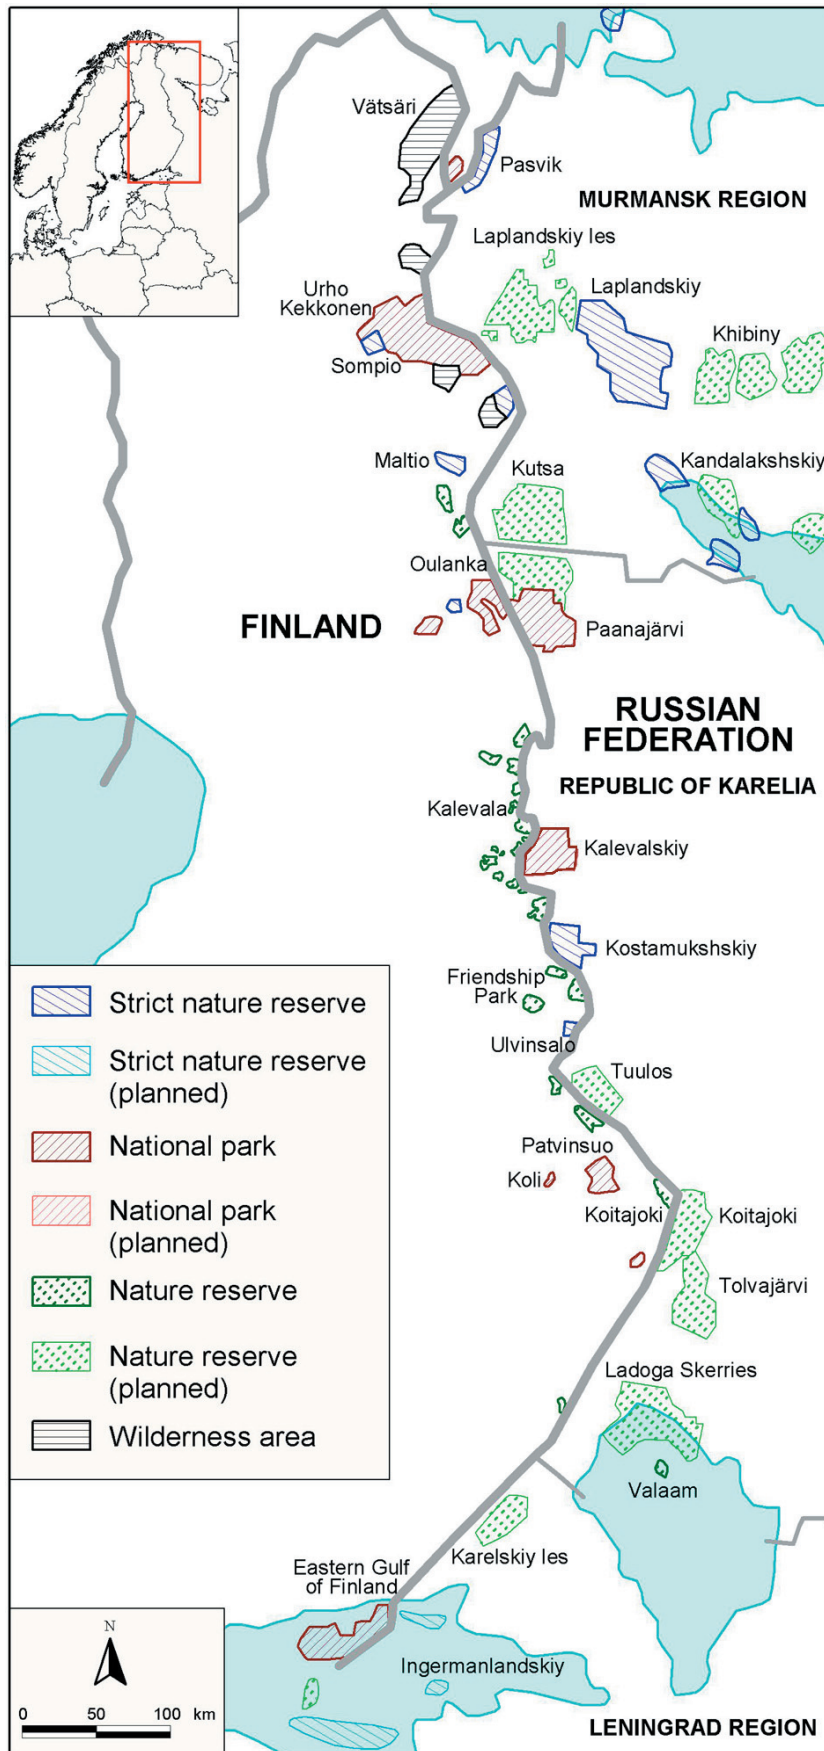 Vätsäri
Pasvik
MURMANSK REGION
Laplandskiy les
Urho
Kekkonen
Laplandskiy
Khibiny
Sompio
Maltio
Kutsa
Kandalakshskiy
Oulanka
FINLAND
Paanajärvi
RUSSIAN
FEDERATION
REPUBLIC OF KARELIA
Kalevala
Kalevalskiy
Kostamukshskiy
Friendship
Park
Ulvinsalo
Tuulos
Patvinsuo
Koli
Koitajoki
Koitajoki
Tolvajärvi
Ladoga Skerries
Valaam
Karelskiy les
Eastern Gulf
of Finland
Ingermanlandskiy
LENINGRAD REGION
Strict nature reserve
Strict nature reserve
(planned)
National park
National park
(planned)
Nature reserve
Nature reserve
(planned)
Wilderness area
N
0 50 100 km